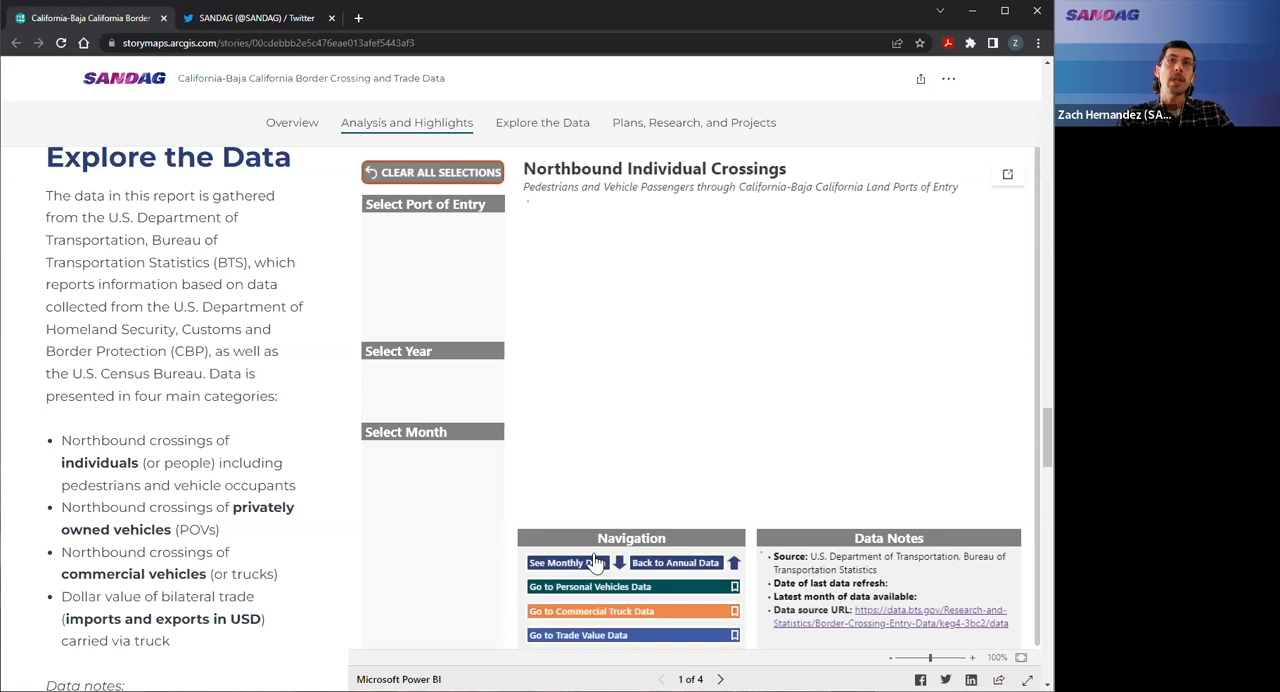 California-Baja California Border
SANDAG (@SANDAG) / Twitter
storymaps.arcgis.com/stories/00cdebbb2e5c476eae013afef5443af3
Z
SANDAG
California-Baja California Border Crossing and Trade Data
Overview
Analysis and Highlights
Explore the Data
Plans, Research, and Projects
Explore the Data
The data in this report is gathered
from the U.S. Department of
Transportation, Bureau of
Transportation Statistics (BTS), which
reports information based on data
collected from the U.S. Department of
Homeland Security, Customs and
Border Protection (CBP), as well as
the U.S. Census Bureau. Data is
presented in four main categories:
• Northbound crossings of
individuals (or people) including
pedestrians and vehicle occupants
• Northbound crossings of privately
owned vehicles (POVs)
• Northbound crossings of
commercial vehicles (or trucks)
• Dollar value of bilateral trade
(imports and exports in USD)
carried via truck
Data notes:
CLEAR ALL SELECTIONS
Select Port of Entry
Select Year
Select Month
Northbound Individual Crossings
Pedestrians and Vehicle Passengers through California-Baja California Land Ports of Entry
Navigation
See Monthly
Back to Annual Data
Go to Personal Vehicles Data
Go to Commercial Truck Data
Go to Trade Value Data
Data Notes
• Source: U.S. Department of Transportation, Bureau of
Transportation Statistics
• Date of last data refresh:
• Latest month of data available:
• Data source URL: https://data.bts.gov/Research-and-
Statistics/Border-Crossing-Entry-Data/keg4-3bc2/data
- + 100%
Microsoft Power BI
1 of 4
SANDAG
Zach Hernandez (SA...